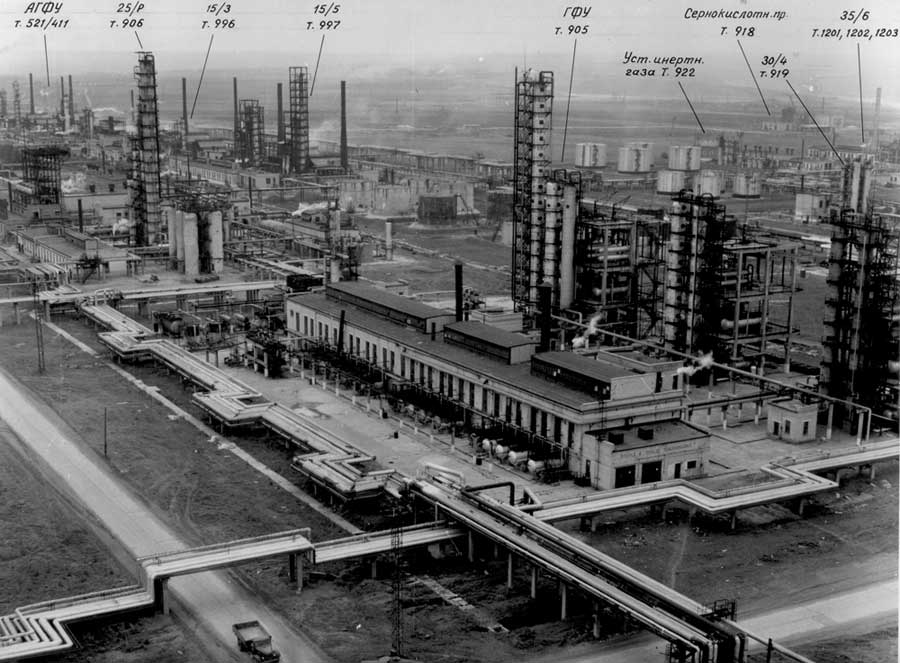 АГФУ
т. 521/411
25/Р
т. 906
15/3
т. 996
15/5
т. 997
ГФУ
т. 905
Уст. инертн.
газа Т. 922
Сернокислотн. пр.
Т. 918
30/4
т. 919
35/6
Т.1201, 1202, 1203